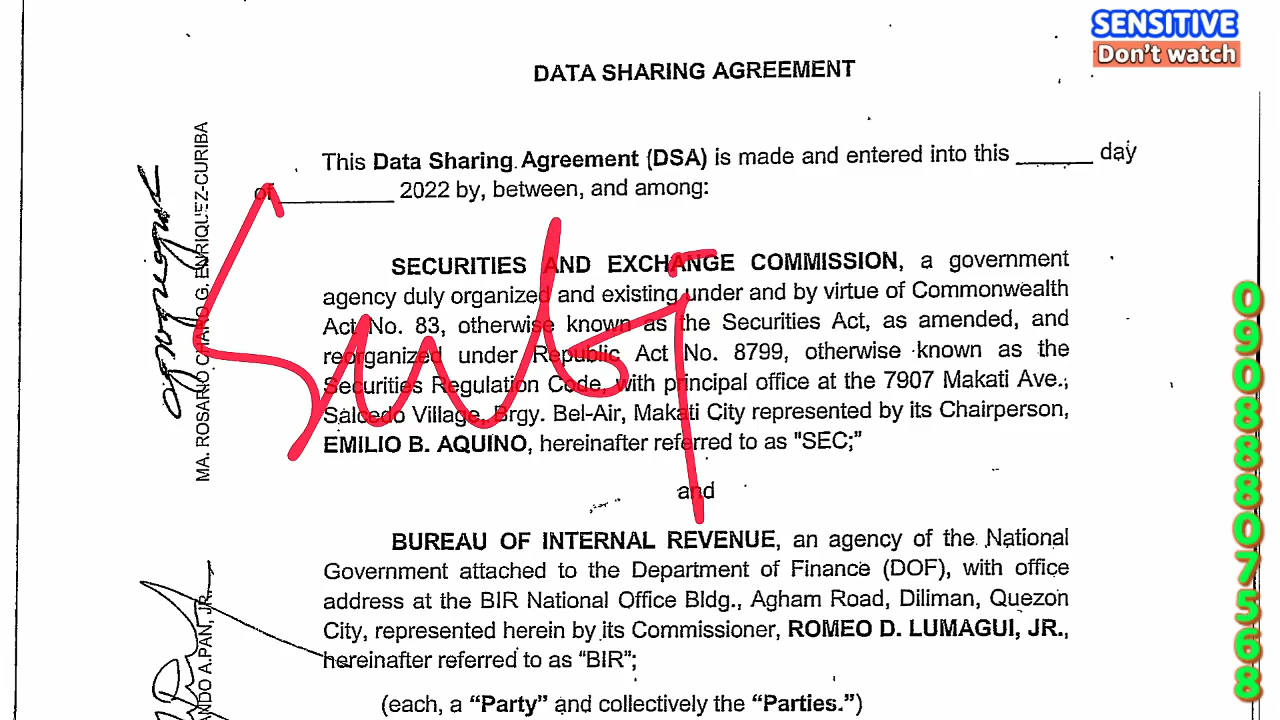 SENSITIVE
Don't watch
DATA SHARING AGREEMENT
This Data Sharing Agreement (DSA) is made and entered into this ______ day
of _________ 2022 by, between, and among:
SECURITIES AND EXCHANGE COMMISSION, a government
agency duly organized and existing under and by virtue of Commonwealth
Act No. 83, otherwise known as the Securities Act, as amended, and
reorganized under Republic Act No. 8799, otherwise known as the
Securities Regulation Code, with principal office at the 7907 Makati Ave.;
Salcedo Village, Brgy. Bel-Air, Makati City represented by its Chairperson,
EMILIO B. AQUINO, hereinafter referred to as "SEC;"
and
BUREAU OF INTERNAL REVENUE, an agency of the National
Government attached to the Department of Finance (DOF), with office
address at the BIR National Office Bldg., Agham Road, Diliman, Quezon
City, represented herein by its Commissioner, ROMEO D. LUMAGUI, JR.,
hereinafter referred to as "BIR";
(each, a "Party" and collectively the "Parties.")
MA. ROSARIO CHARO G. ENRIQUEZ-CURIBA
ANDO A. PAN, JR.
Subj
09088807568